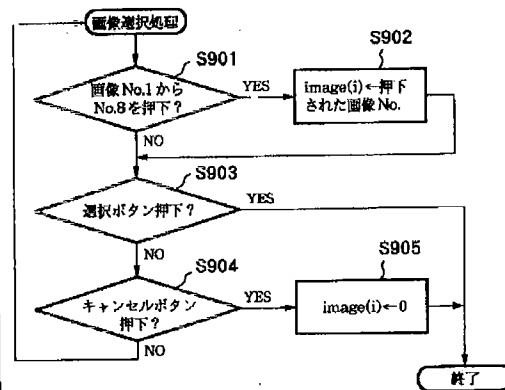 画像選択処理
S901
画像No.1から
No.8を押下?
YES
NO
S902
image(i)←押下
された画像No.
S903
選択ボタン押下?
YES
NO
S904
キャンセルボタン
押下?
YES
NO
S905
image(i)←0
終了